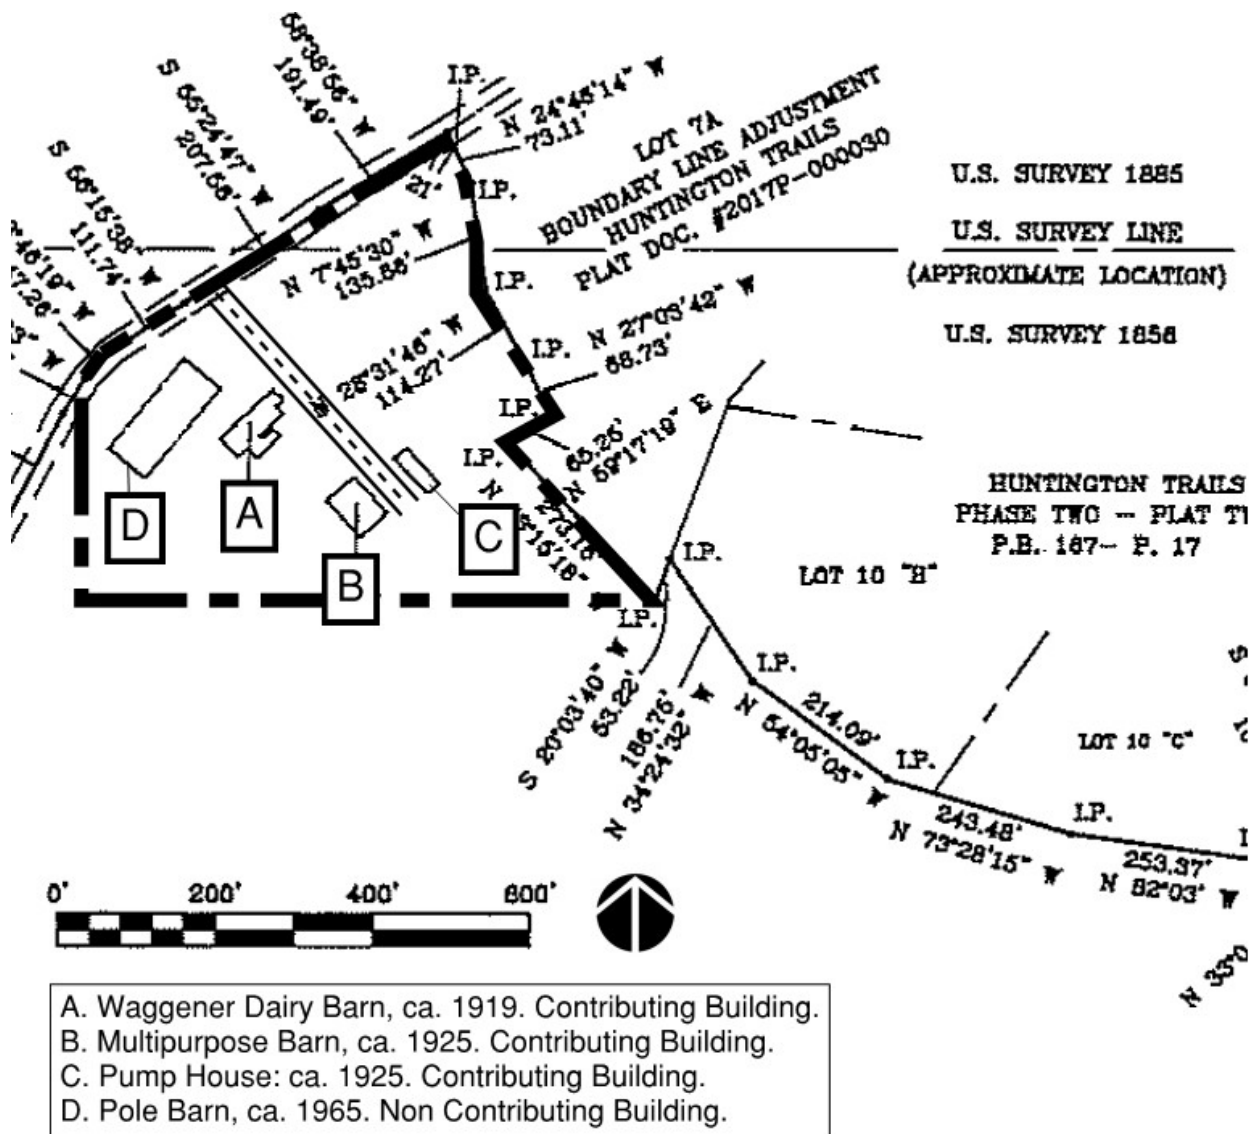 I.P.
68°38'56" W
191.49'
S 65°24'47" W
207.68'
S 66°15'38"
111.74'
N 24°45'14" W
73.11'
21'
LOT 7A
BOUNDARY LINE ADJUSTMENT
HUNTINGTON TRAILS
PLAT DOC. #2017P-000030
U.S. SURVEY 1885
U.S. SURVEY LINE
(APPROXIMATE LOCATION)
U.S. SURVEY 1856
I.P.
N 7°45'30" W
I.P.
28°31'46" W
114.27'
I.P.
N 27°03'42" W
68.73'
I.P.
65.26'
N 59°17'19" E
I.P.
D
A
B
C
HUNTINGTON TRAILS
PHASE TWO - PLAT
P.B. 167- P. 17
LOT 10 "B"
I.P.
I.P.
S 20°03'40" W
53.22'
186.76'
N 34°24'32" W
I.P.
214.09'
N 54°05'05" W
I.P.
243.48'
N 73°28'15" W
LOT 10 "C"
I.P.
253.37'
N 82°03' W
0' 200' 400' 600'
A. Waggener Dairy Barn, ca. 1919. Contributing Building.
B. Multipurpose Barn, ca. 1925. Contributing Building.
C. Pump House: ca. 1925. Contributing Building.
D. Pole Barn, ca. 1965. Non Contributing Building.